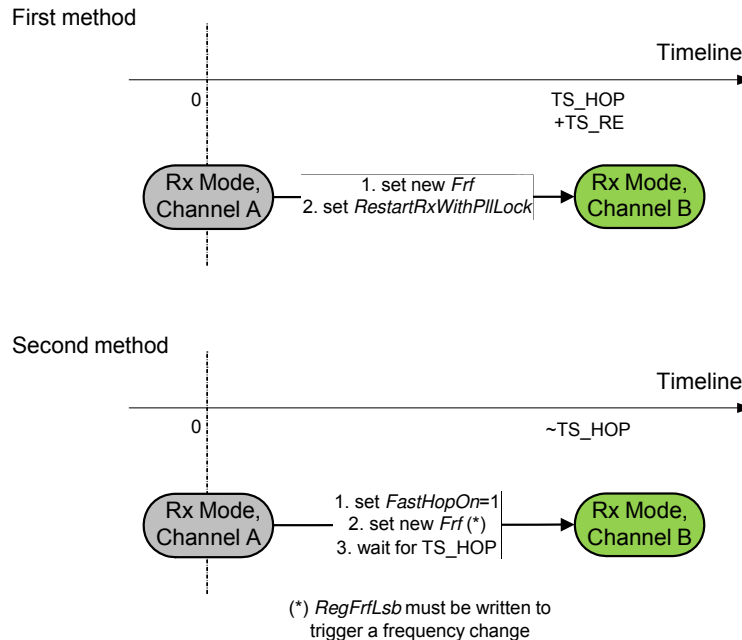 First method
Timeline
0
TS_HOP
+TS_RE
Rx Mode,
Channel A
1. set new Frf
2. set RestartRxWithPllLock
Rx Mode,
Channel B
Second method
Timeline
0
~TS_HOP
Rx Mode,
Channel A
1. set FastHopOn=1
2. set new Frf (*)
3. wait for TS_HOP
Rx Mode,
Channel B
(*) RegFrfLsb must be written to
trigger a frequency change